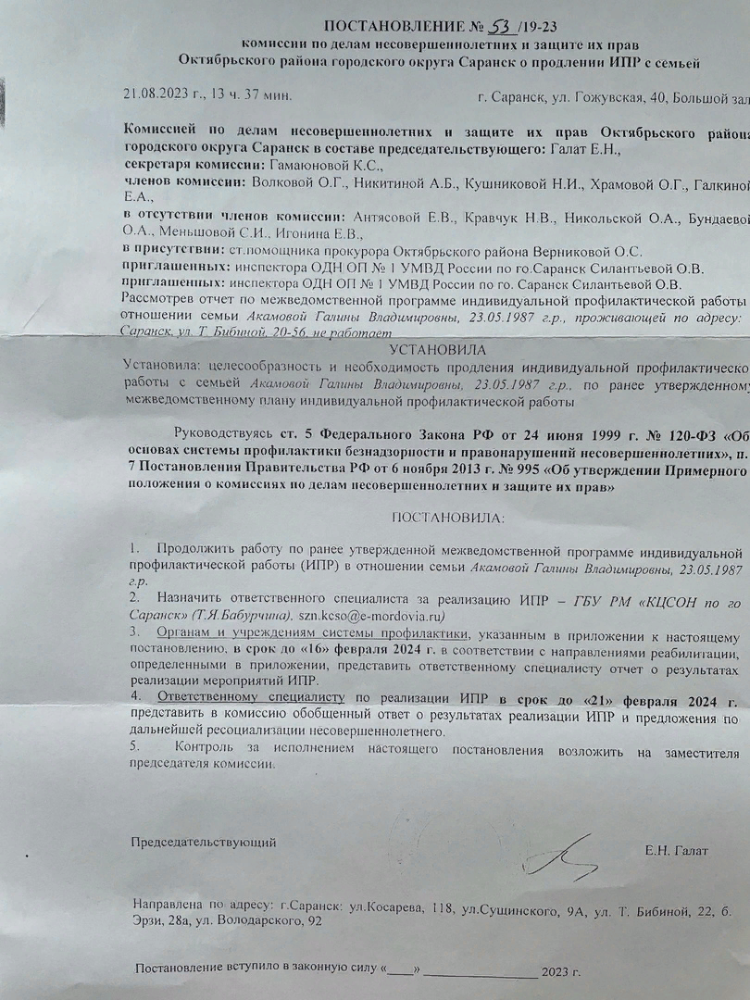 ПОСТАНОВЛЕНИЕ № 53 /19-23
комиссии по делам несовершеннолетних и защите их прав
Октябрьского района городского округа Саранск о продлении ИПР с семьей
21.08.2023 г., 13 ч. 37 мин. г. Саранск, ул. Гожувская, 40, Большой зал
Комиссией по делам несовершеннолетних и защите их прав Октябрьского района
городского округа Саранск в составе председательствующего: Галат Е.Н.,
секретаря комиссии: Гамаюновой К.С.,
членов комиссии: Волковой О.Г., Никитиной А.Б., Кушниковой Н.И., Храмовой О.Г., Галкиной
Е.А.,
в отсутствии членов комиссии: Антясовой Е.В., Кравчук Н.В., Никольской О.А., Бундаевой
О.А., Меньшовой С.И., Игонина Е.В.,
в присутствии: ст.помощника прокурора Октябрьского района Верниковой О.С.
приглашенных: инспектора ОДН ОП № 1 УМВД России по го.Саранск Силантьевой О.В.
приглашенных: инспектора ОДН ОП № 1 УМВД России по го. Саранск Силантьевой О.В.
Рассмотрев отчет по межведомственной программе индивидуальной профилактической работы
отношении семьи Акамовой Галины Владимировны, 23.05.1987 г.р., проживающей по адресу:
Саранск, ул. Т. Бибиной, 20-56, не работает
УСТАНОВИЛА
Установила: целесообразность и необходимость продления индивидуальной профилактическо
работы с семьей Акамовой Галины Владимировны, 23.05.1987 г.р., по ранее утвержденному
межведомственному плану индивидуальной профилактической работы
Руководствуясь ст. 5 Федерального Закона РФ от 24 июня 1999 г. № 120-ФЗ «Об
основах системы профилактики безнадзорности и правонарушений несовершеннолетних», п.
7 Постановления Правительства РФ от 6 ноября 2013 г. № 995 «Об утверждении Примерного
положения о комиссиях по делам несовершеннолетних и защите их прав»
ПОСТАНОВИЛА:
1. Продолжить работу по ранее утвержденной межведомственной программе индивидуальной
профилактической работы (ИПР) в отношении семьи Акамовой Галины Владимировны, 23.05.1987
г.р.
2. Назначить ответственного специалиста за реализацию ИПР – ГБУ РМ «КЦСОН по го
Саранск» (Т.Я.Бабурчина). szn.kcso@e-mordovia.ru)
3. Органам и учреждениям системы профилактики, указанным в приложении к настоящему
постановлению, в срок до «16» февраля 2024 г. в соответствии с направлениями реабилитации,
определенными в приложении, представить ответственному специалисту отчет о результатах
реализации мероприятий ИПР.
4. Ответственному специалисту по реализации ИПР в срок до «21» февраля 2024 г.
представить в комиссию обобщенный ответ о результатах реализации ИПР и предложения по
дальнейшей ресоциализации несовершеннолетнего.
5. Контроль за исполнением настоящего постановления возложить на заместителя
председателя комиссии.
Председательствующий Е.Н. Галат
Направлена по адресу: г.Саранск: ул.Косарева, 118, ул.Сущинского, 9А, ул. Т. Бибиной, 22, б.
Эрзи, 28а, ул. Володарского, 92
Постановление вступило в законную силу «____» __________________ 2023 г.